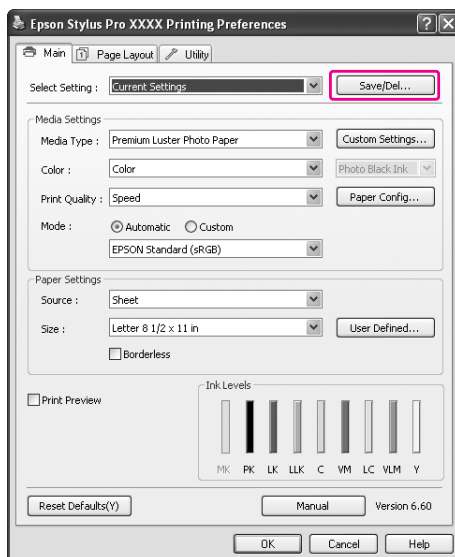 Epson Stylus Pro XXXX Printing Preferences
Main Page Layout Utility
Select Setting : Current Settings Save/Del...
Media Settings
Media Type : Premium Luster Photo Paper Custom Settings...
Color : Color Photo Black Ink
Print Quality : Speed Paper Config...
Mode : Automatic Custom
EPSON Standard (sRGB)
Paper Settings
Source : Sheet
Size : Letter 8 1/2 x 11 in User Defined...
Borderless
Print Preview
Ink Levels
MK PK LK LLK C VM LC VLM Y
Reset Defaults(Y) Manual Version 6.60
OK Cancel Help